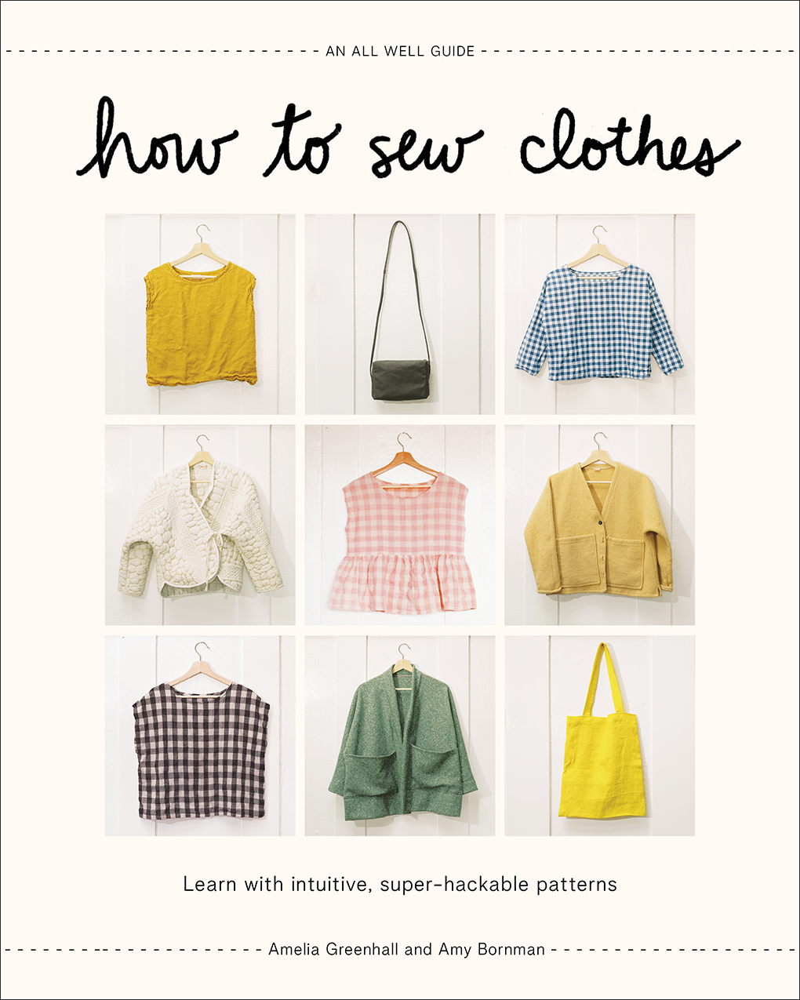 AN ALL WELL GUIDE
how to sew clothes
Learn with intuitive, super-hackable patterns
Amelia Greenhall and Amy Bornman